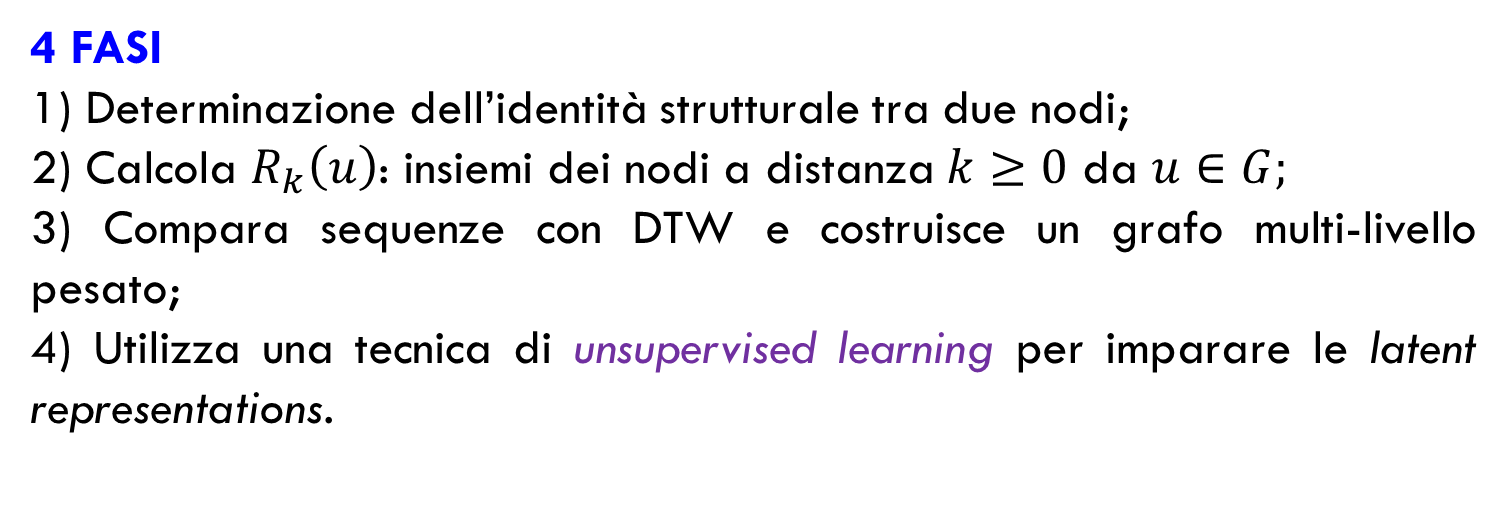 4 FASI
1) Determinazione dell’identità strutturale tra due nodi;
2) Calcola R_k(u): insiemi dei nodi a distanza k ≥ 0 da u ∈ G;
3) Compara sequenze con DTW e costruisce un grafo multi-livello
pesato;
4) Utilizza una tecnica di unsupervised learning per imparare le latent
representations.